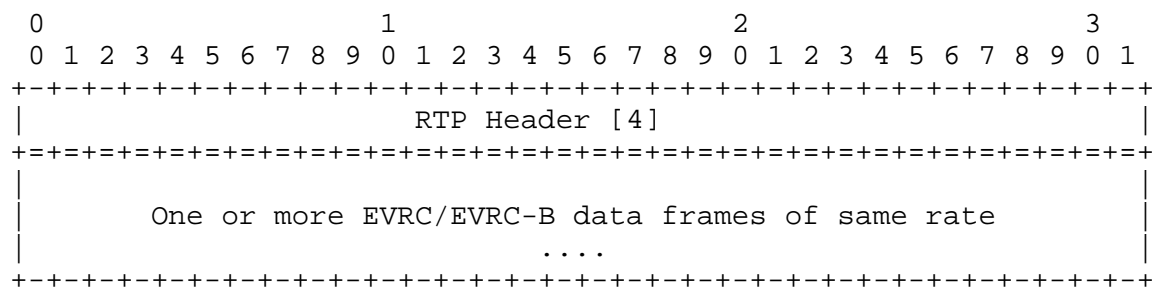 0                   1                   2                   3
 0 1 2 3 4 5 6 7 8 9 0 1 2 3 4 5 6 7 8 9 0 1 2 3 4 5 6 7 8 9 0 1
+-+-+-+-+-+-+-+-+-+-+-+-+-+-+-+-+-+-+-+-+-+-+-+-+-+-+-+-+-+-+-+-+
|                      RTP Header [4]                           |
+=+=+=+=+=+=+=+=+=+=+=+=+=+=+=+=+=+=+=+=+=+=+=+=+=+=+=+=+=+=+=+=+
|                                                               |
|       One or more EVRC/EVRC-B data frames of same rate        |
|                             ....                              |
+-+-+-+-+-+-+-+-+-+-+-+-+-+-+-+-+-+-+-+-+-+-+-+-+-+-+-+-+-+-+-+-+